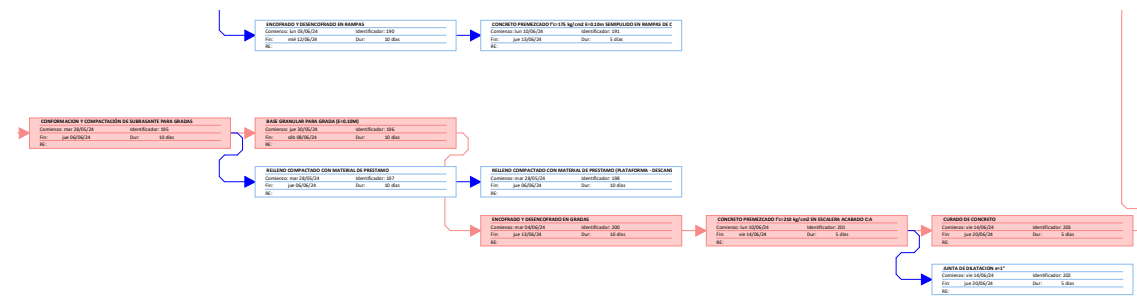 ENCOFRADO Y DESENCOFRADO EN RAMPAS
Comienzo: lun 03/06/24 Identificador: 190
Fin: mié 12/06/24 Dur: 10 días
RE:
CONCRETO PREMEZCADO f'c=175 kg/cm2 E=0.10m SEMIPULIDO EN RAMPAS DE C
Comienzo: lun 10/06/24 Identificador: 191
Fin: jue 13/06/24 Dur: 5 días
RE:
CONFORMACION Y COMPACTACIÓN DE SUBRASANTE PARA GRADAS
Comienzo: mar 28/05/24 Identificador: 195
Fin: jue 06/06/24 Dur: 10 días
RE:
BASE GRANULAR PARA GRADA (E=0.10M)
Comienzo: jue 30/05/24 Identificador: 196
Fin: sáb 08/06/24 Dur: 10 días
RE:
RELLENO COMPACTADO CON MATERIAL DE PRESTAMO
Comienzo: mar 28/05/24 Identificador: 197
Fin: jue 06/06/24 Dur: 10 días
RE:
RELLENO COMPACTADO CON MATERIAL DE PRESTAMO (PLATAFORMA - DESCANS
Comienzo: mar 28/05/24 Identificador: 198
Fin: jue 06/06/24 Dur: 10 días
RE:
ENCOFRADO Y DESENCOFRADO EN GRADAS
Comienzo: mar 04/06/24 Identificador: 200
Fin: jue 13/06/24 Dur: 10 días
RE:
CONCRETO PREMEZCADO f'c=210 kg/cm2 EN ESCALERA ACABADO C:A
Comienzo: lun 10/06/24 Identificador: 201
Fin: vie 14/06/24 Dur: 5 días
RE:
CURADO DE CONCRETO
Comienzo: vie 14/06/24 Identificador: 203
Fin: jue 20/06/24 Dur: 5 días
RE:
JUNTA DE DILATACION e=1"
Comienzo: vie 14/06/24 Identificador: 202
Fin: jue 20/06/24 Dur: 5 días
RE: